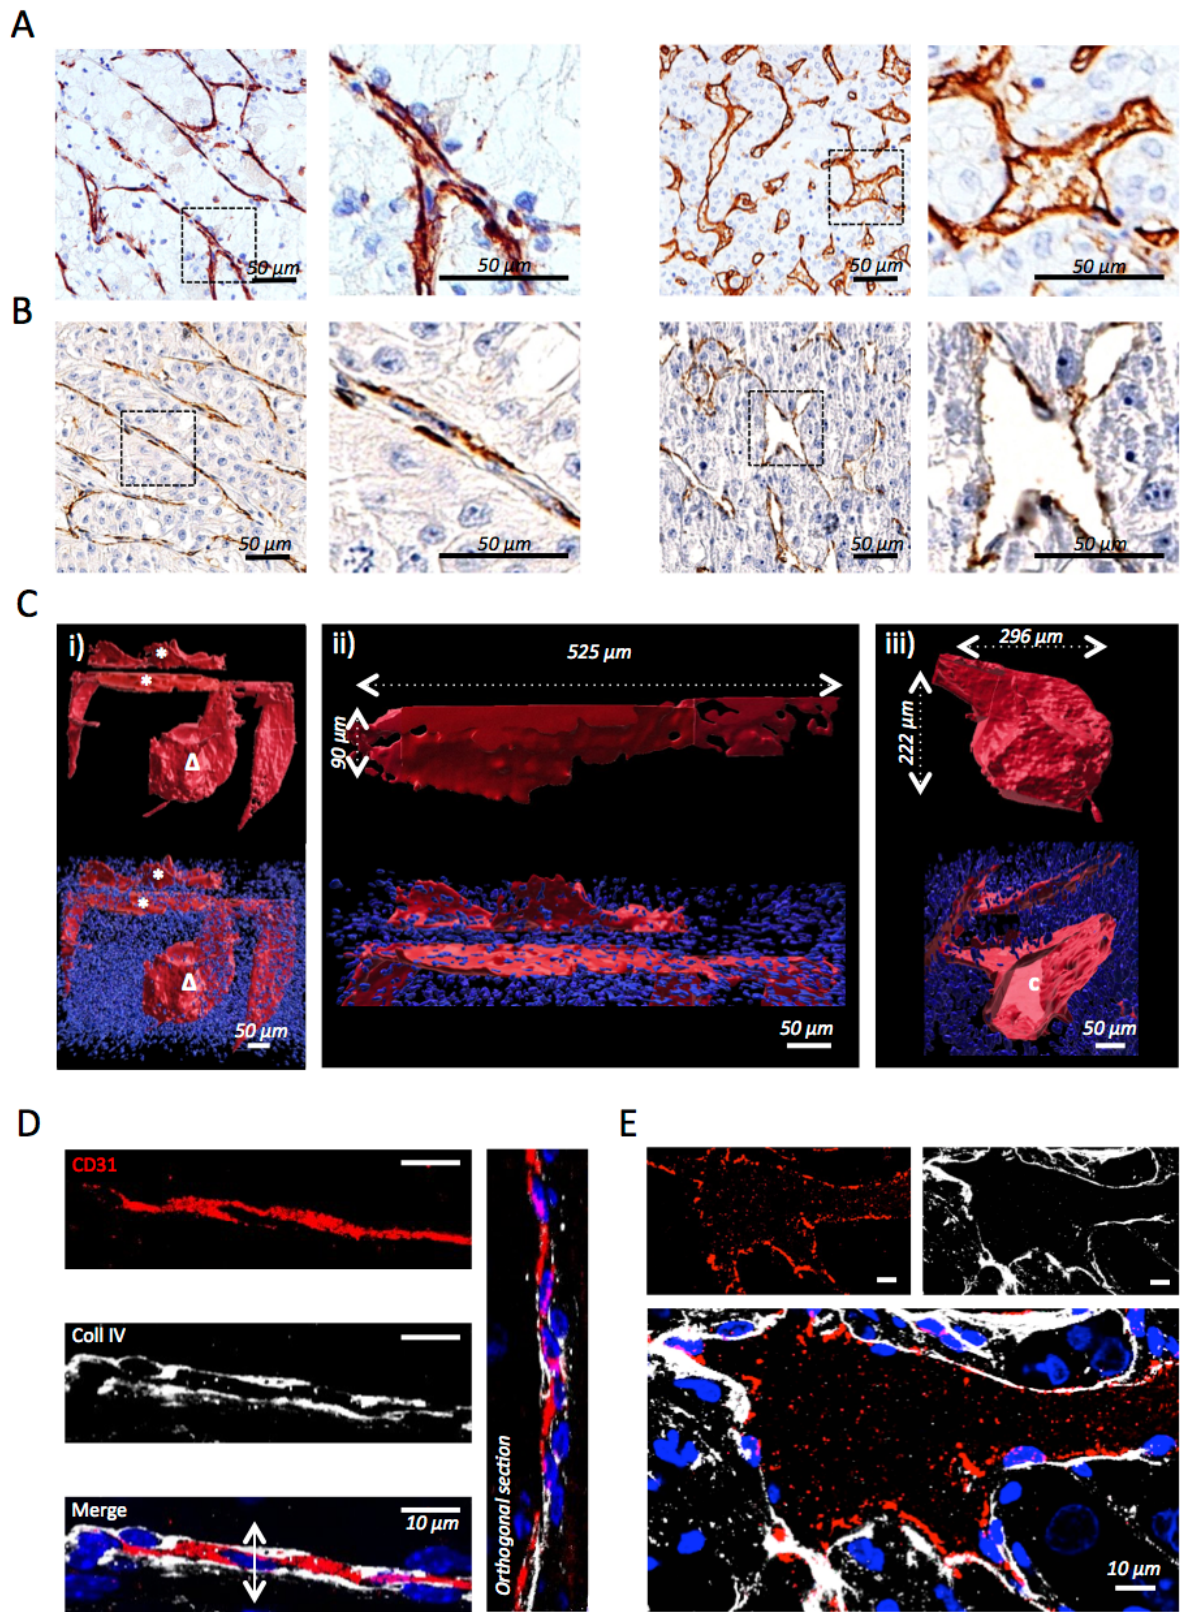 A
50 µm
50 µm
50 µm
50 µm
B
50 µm
50 µm
50 µm
50 µm
C
i)
*
*
Δ
*
*
Δ
50 µm
ii)
525 µm
90 µm
50 µm
iii)
296 µm
222 µm
c
50 µm
D
CD31
Coll IV
Merge
10 µm
Orthogonal section
E
10 µm